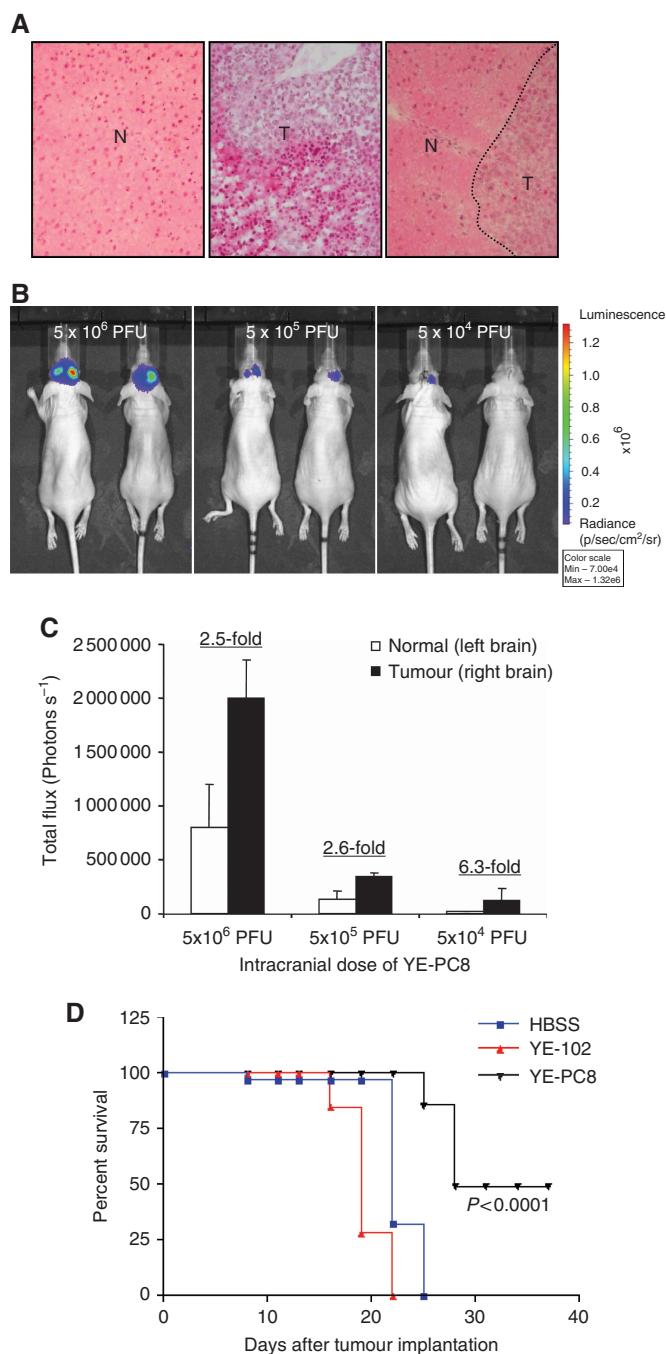 A
N
T
N
T
B
5 x 10⁶ PFU
5 x 10⁵ PFU
5 x 10⁴ PFU
Luminescence
1.2
1.0
0.8
0.6
0.4
0.2
x10⁶
Radiance
(p/sec/cm²/sr)
Color scale
Min – 7.00e4
Max – 1.32e6
C
Total flux (Photons s⁻¹)
2 500 000
2 000 000
1 500 000
1 000 000
500 000
0
2.5-fold
2.6-fold
6.3-fold
Normal (left brain)
Tumour (right brain)
5x10⁶ PFU
5x10⁵ PFU
5x10⁴ PFU
Intracranial dose of YE-PC8
D
Percent survival
125
100
75
50
25
0
HBSS
YE-102
YE-PC8
P<0.0001
0
10
20
30
40
Days after tumour implantation